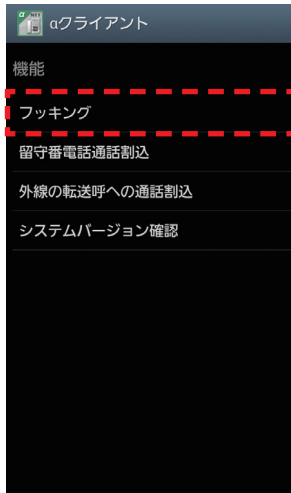 αクライアント
機能
フッキング
留守番電話通話割込
外線の転送呼への通話割込
システムバージョン確認